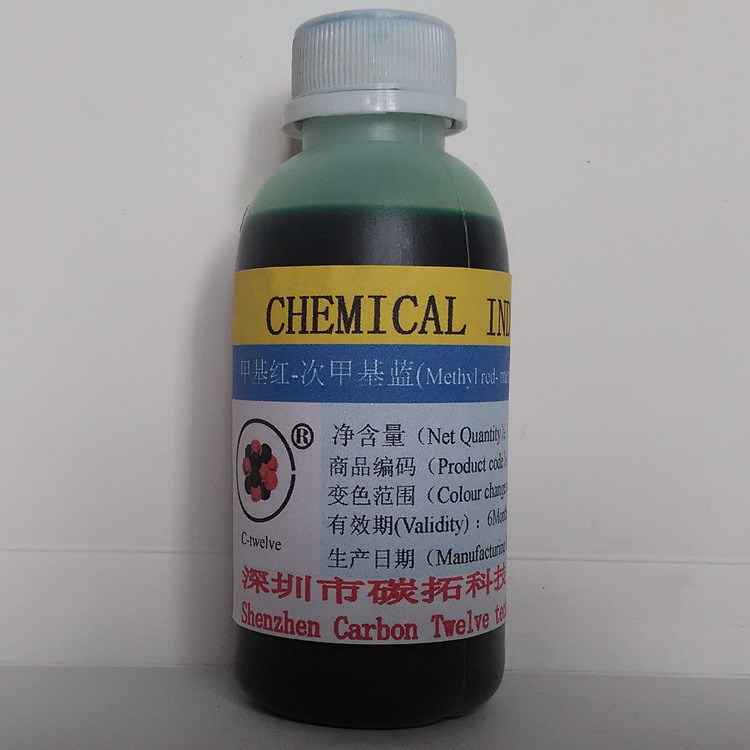 CHEMICAL IND
甲基红-次甲基蓝(Methyl red- me
®
C-twelve
净含量（Net Quantity）:
商品编码（Product code）:
变色范围（Colour change
有效期(Validity)：6Month
生产日期（Manufacturing
深圳市碳拓科技
Shenzhen Carbon Twelve tec